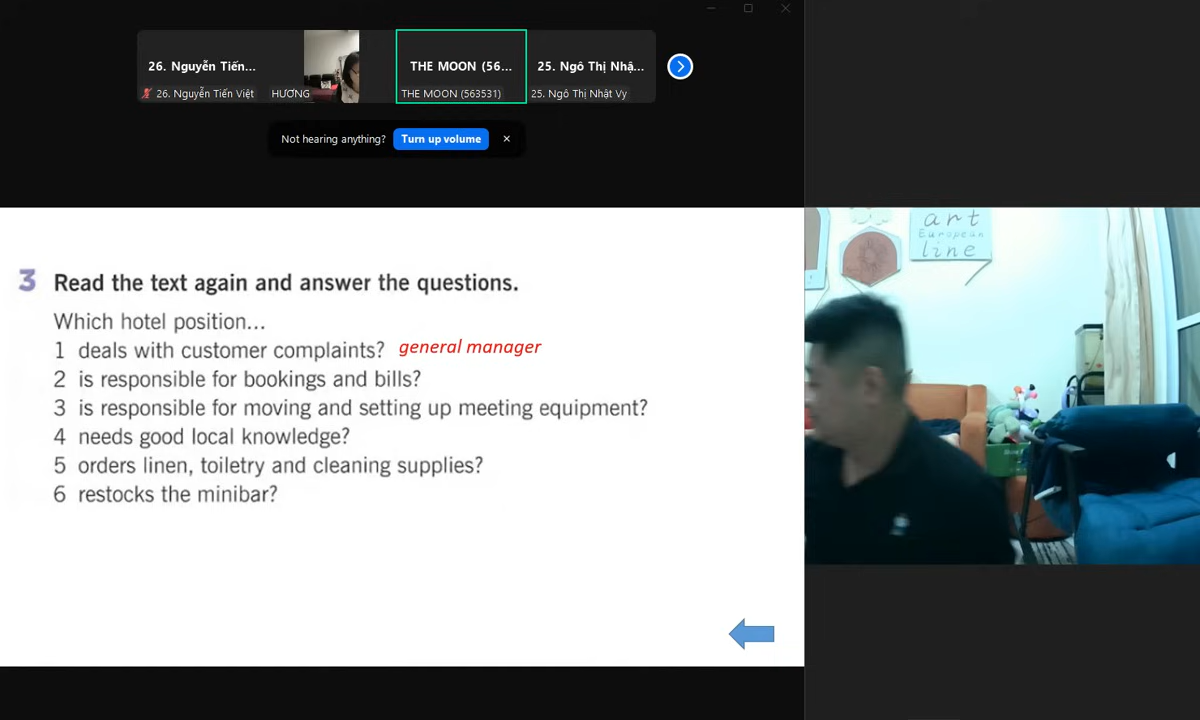 26. Nguyễn Tiến...
THE MOON (56...
25. Ngô Thị Nhậ...
26. Nguyễn Tiến Việt
HƯƠNG
THE MOON (563531)
25. Ngô Thị Nhật Vy
Not hearing anything?
Turn up volume
art
European
line
3 Read the text again and answer the questions.
Which hotel position...
1 deals with customer complaints? general manager
2 is responsible for bookings and bills?
3 is responsible for moving and setting up meeting equipment?
4 needs good local knowledge?
5 orders linen, toiletry and cleaning supplies?
6 restocks the minibar?